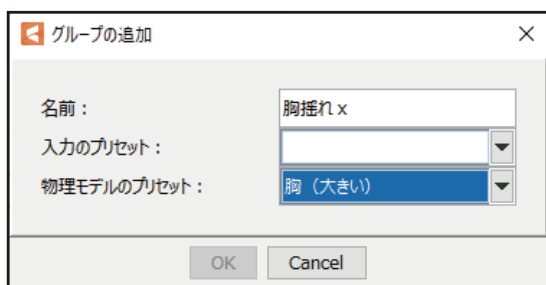 グループの追加
名前： 胸揺れｘ
入力のプリセット：
物理モデルのプリセット： 胸（大きい）
OK Cancel